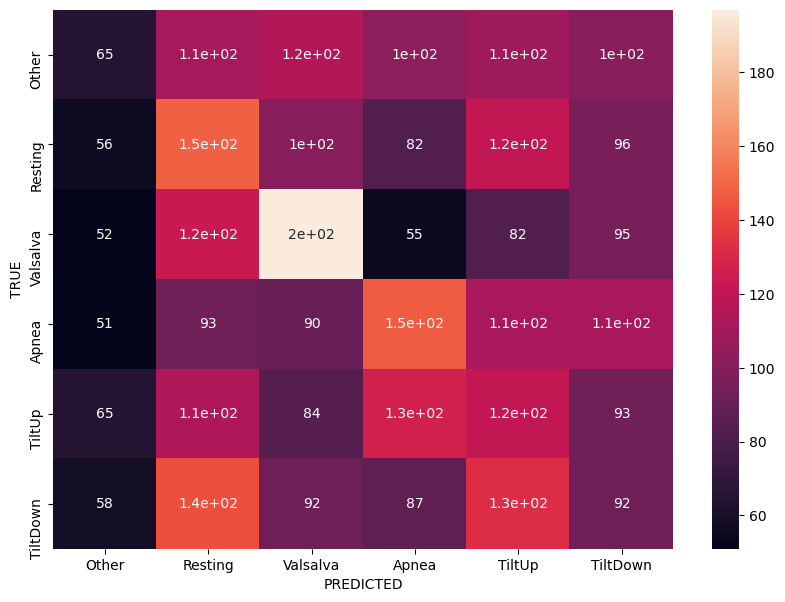 Other 65 1.1e+02 1.2e+02 1e+02 1.1e+02 1e+02
Resting 56 1.5e+02 1e+02 82 1.2e+02 96
Valsalva 52 1.2e+02 2e+02 55 82 95
Apnea 51 93 90 1.5e+02 1.1e+02 1.1e+02
TiltUp 65 1.1e+02 84 1.3e+02 1.2e+02 93
TiltDown 58 1.4e+02 92 87 1.3e+02 92
TRUE
Other Resting Valsalva Apnea TiltUp TiltDown
PREDICTED
180
160
140
120
100
80
60